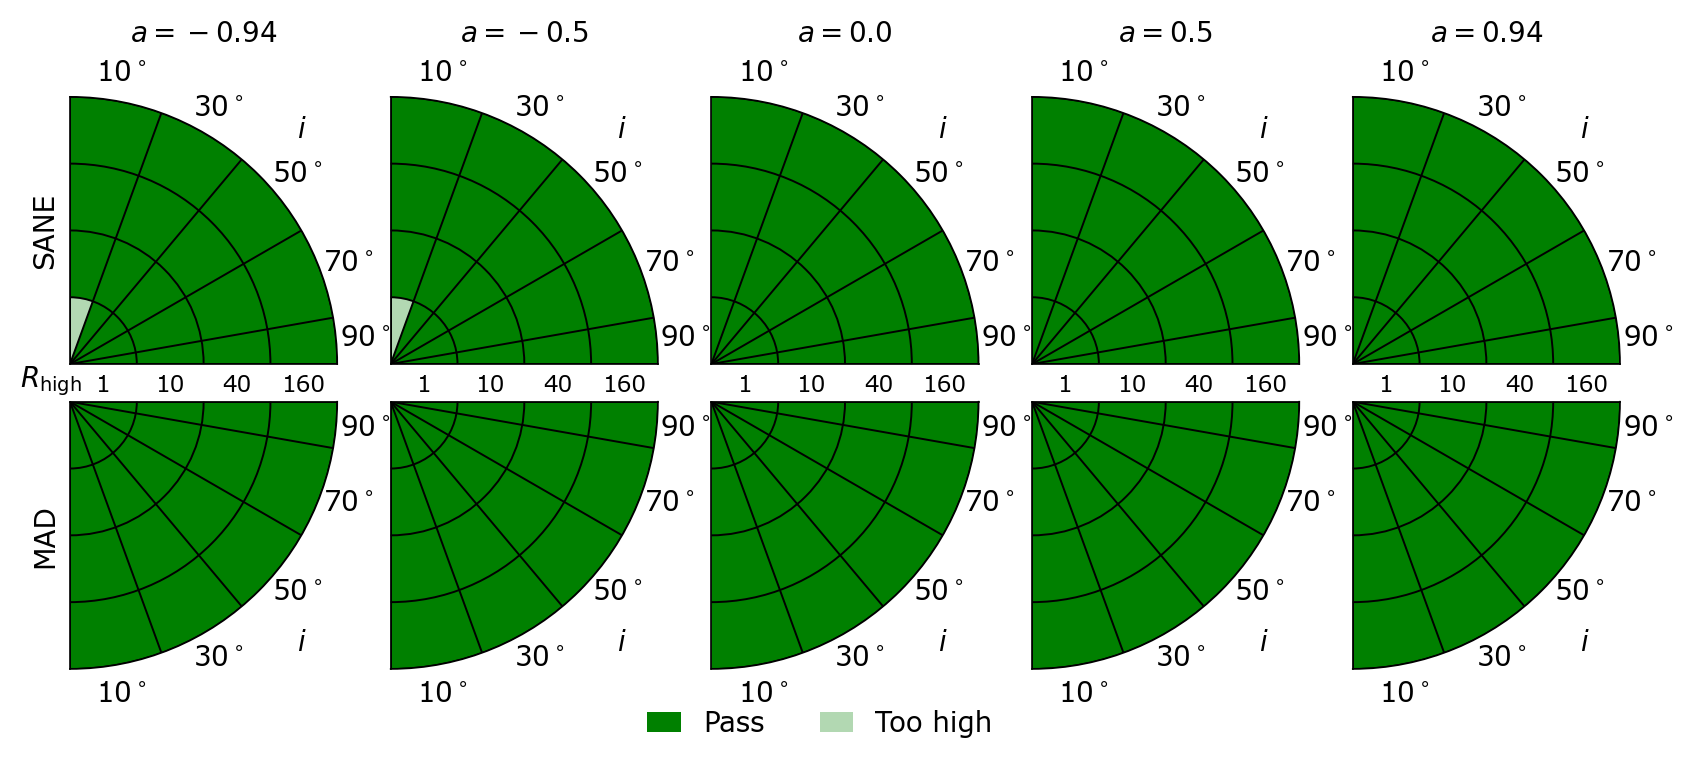 a = −0.94 a = −0.5 a = 0.0 a = 0.5 a = 0.94
10° 10° 10° 10° 10°
30° 30° 30° 30° 30°
i i i i i
50° 50° 50° 50° 50°
SANE
70° 70° 70° 70° 70°
90° 90° 90° 90° 90°
R_high 1 10 40 160 1 10 40 160 1 10 40 160 1 10 40 160 1 10 40 160
90° 90° 90° 90° 90°
70° 70° 70° 70° 70°
MAD
50° 50° 50° 50° 50°
i i i i i
30° 30° 30° 30° 30°
10° 10° 10° 10° 10°
Pass Too high